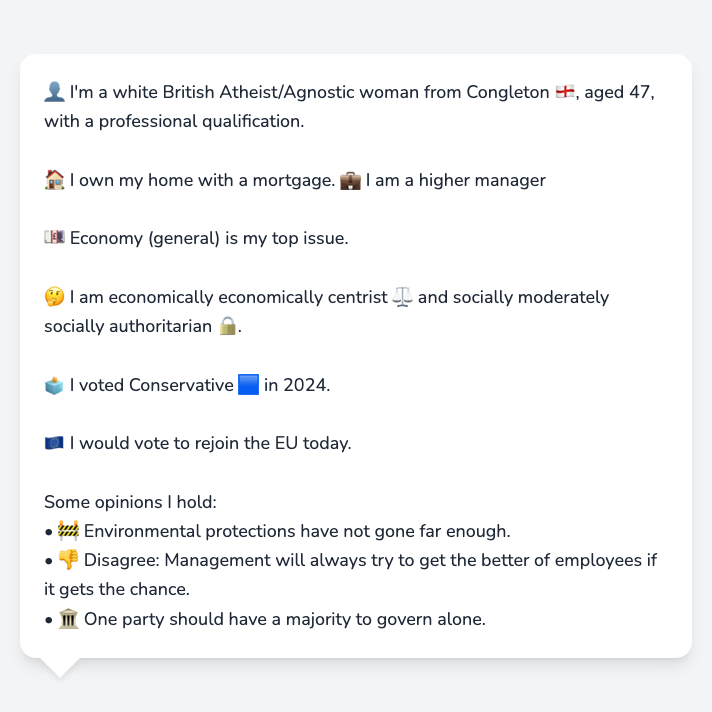 👤 I'm a white British Atheist/Agnostic woman from Congleton 🏴󠁧󠁢󠁥󠁮󠁧󠁿, aged 47,
with a professional qualification.
🏠 I own my home with a mortgage. 💼 I am a higher manager
💷 Economy (general) is my top issue.
🤔 I am economically economically centrist ⚖️ and socially moderately
socially authoritarian 🔒.
🗳️ I voted Conservative 🟦 in 2024.
🇪🇺 I would vote to rejoin the EU today.
Some opinions I hold:
• 🚧 Environmental protections have not gone far enough.
• 👎 Disagree: Management will always try to get the better of employees if
it gets the chance.
• 🏛️ One party should have a majority to govern alone.